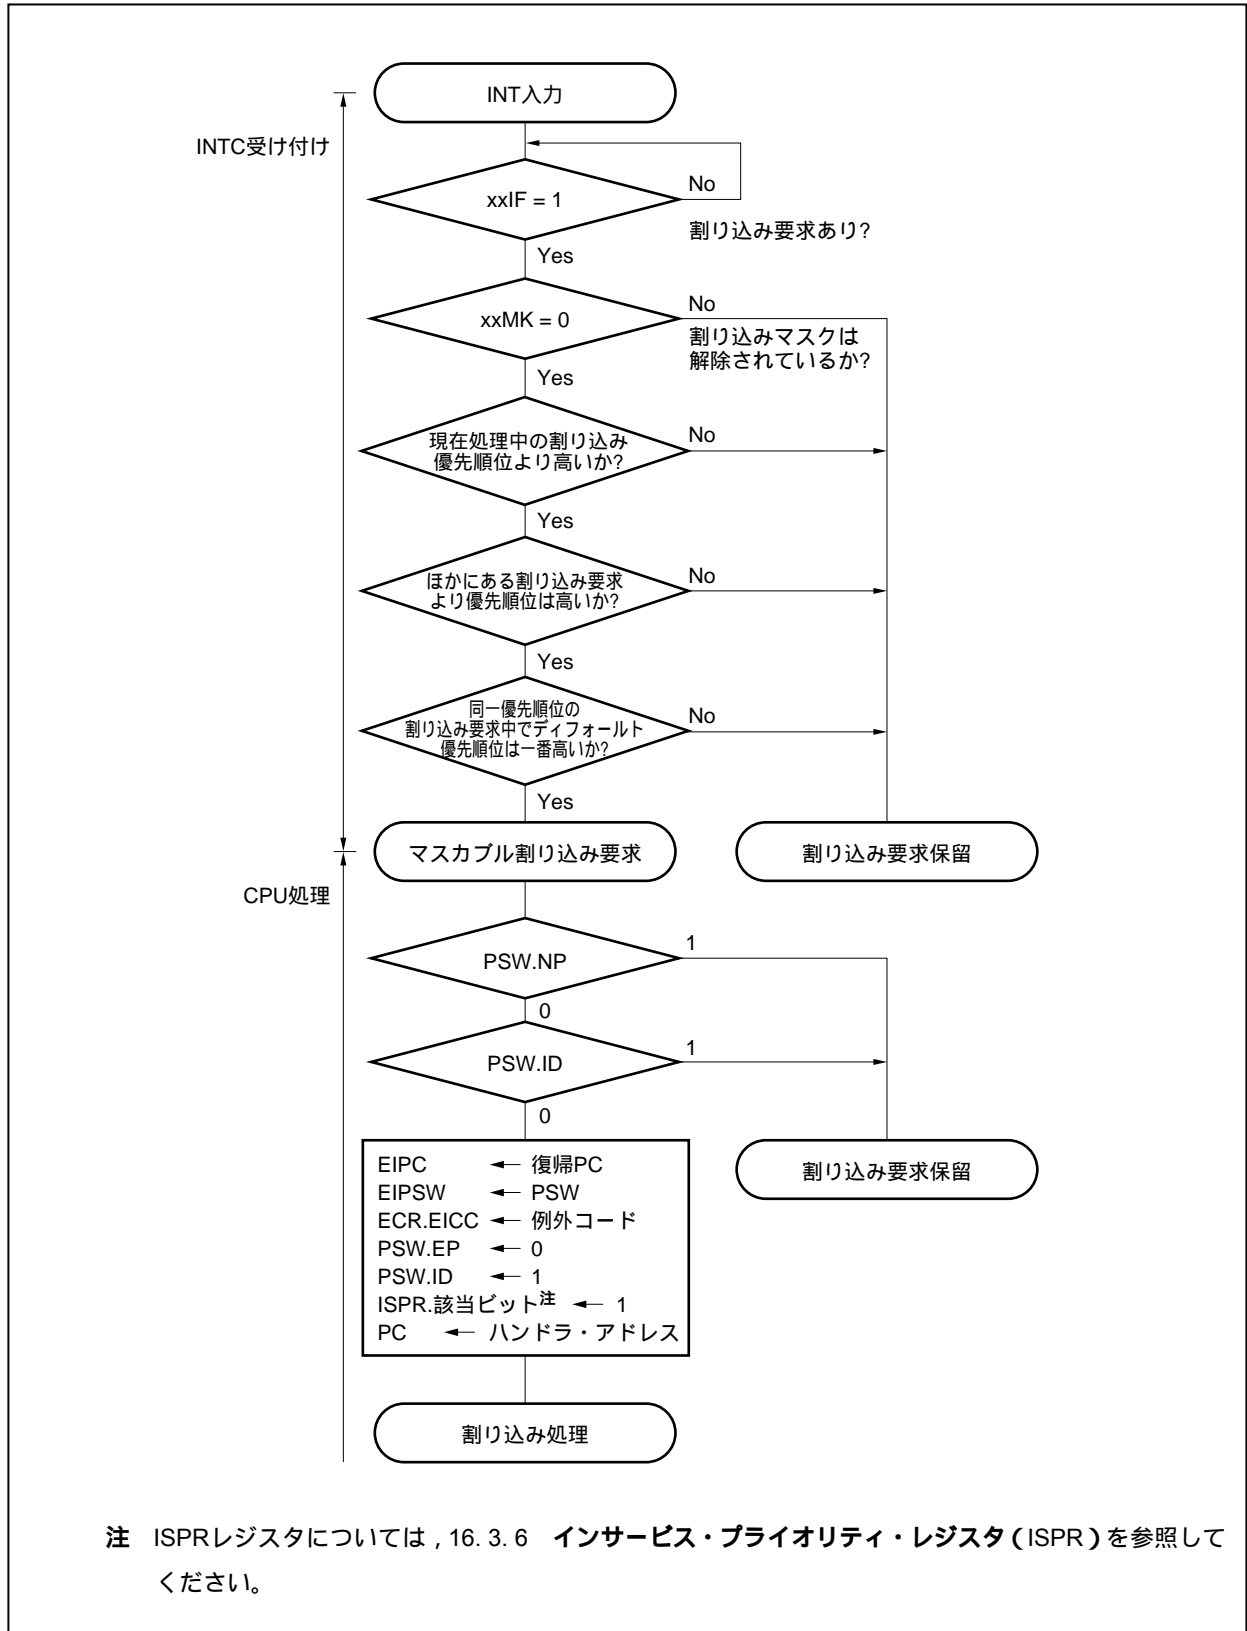 INT入力
INTC受け付け
xxIF = 1
No
割り込み要求あり?
Yes
xxMK = 0
No
割り込みマスクは
解除されているか?
Yes
現在処理中の割り込み
優先順位より高いか?
No
Yes
ほかにある割り込み要求
より優先順位は高いか?
No
Yes
同一優先順位の
割り込み要求中でディフォールト
優先順位は一番高いか?
No
Yes
マスカブル割り込み要求
割り込み要求保留
CPU処理
PSW.NP
1
0
PSW.ID
1
0
EIPC ← 復帰PC
EIPSW ← PSW
ECR.EICC ← 例外コード
PSW.EP ← 0
PSW.ID ← 1
ISPR.該当ビット注 ← 1
PC ← ハンドラ・アドレス
割り込み要求保留
割り込み処理
注 ISPRレジスタについては , 16. 3. 6 インサービス・プライオリティ・レジスタ(ISPR)を参照して
ください。